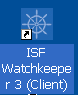 ISF
Watchkeepe
r 3 (Client)